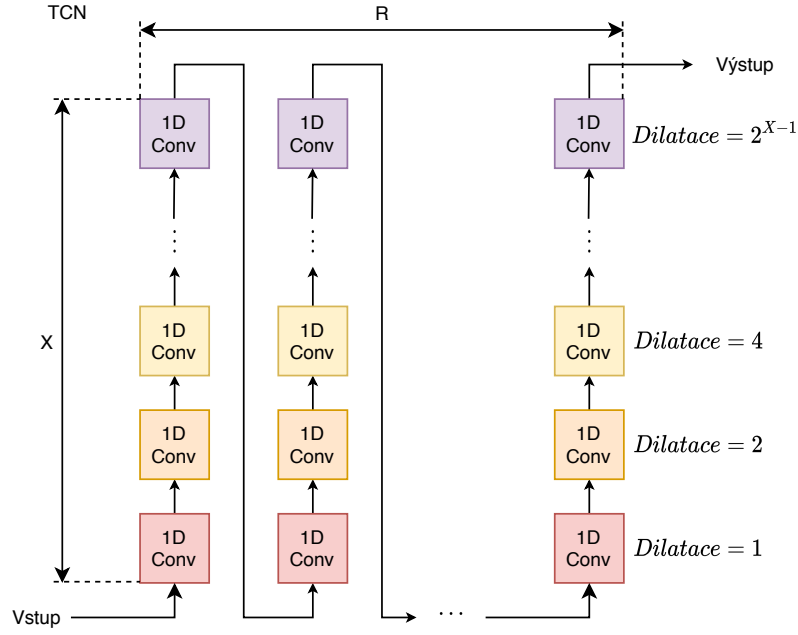 TCN
R
Výstup
1D
Conv
1D
Conv
1D
Conv
Dilatace = 2^{X-1}
⋮
⋮
⋮
X
1D
Conv
1D
Conv
1D
Conv
Dilatace = 4
1D
Conv
1D
Conv
1D
Conv
Dilatace = 2
1D
Conv
1D
Conv
1D
Conv
Dilatace = 1
Vstup
...